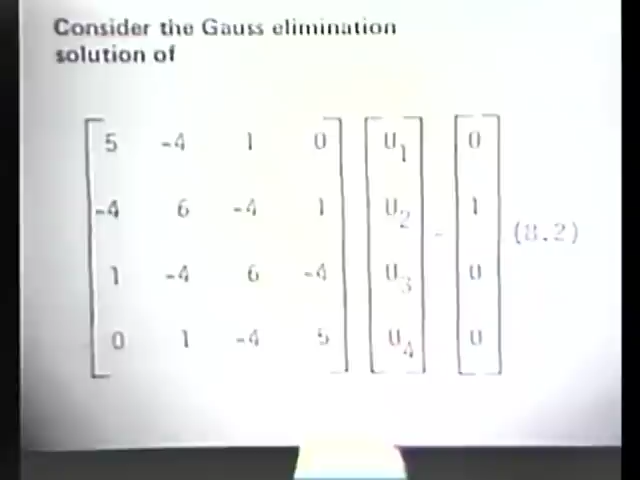 Consider the Gauss elimination
solution of
5 -4 1 0 U1 0
-4 6 -4 1 U2 = 1 (8.2)
1 -4 6 -4 U3 0
0 1 -4 5 U4 0